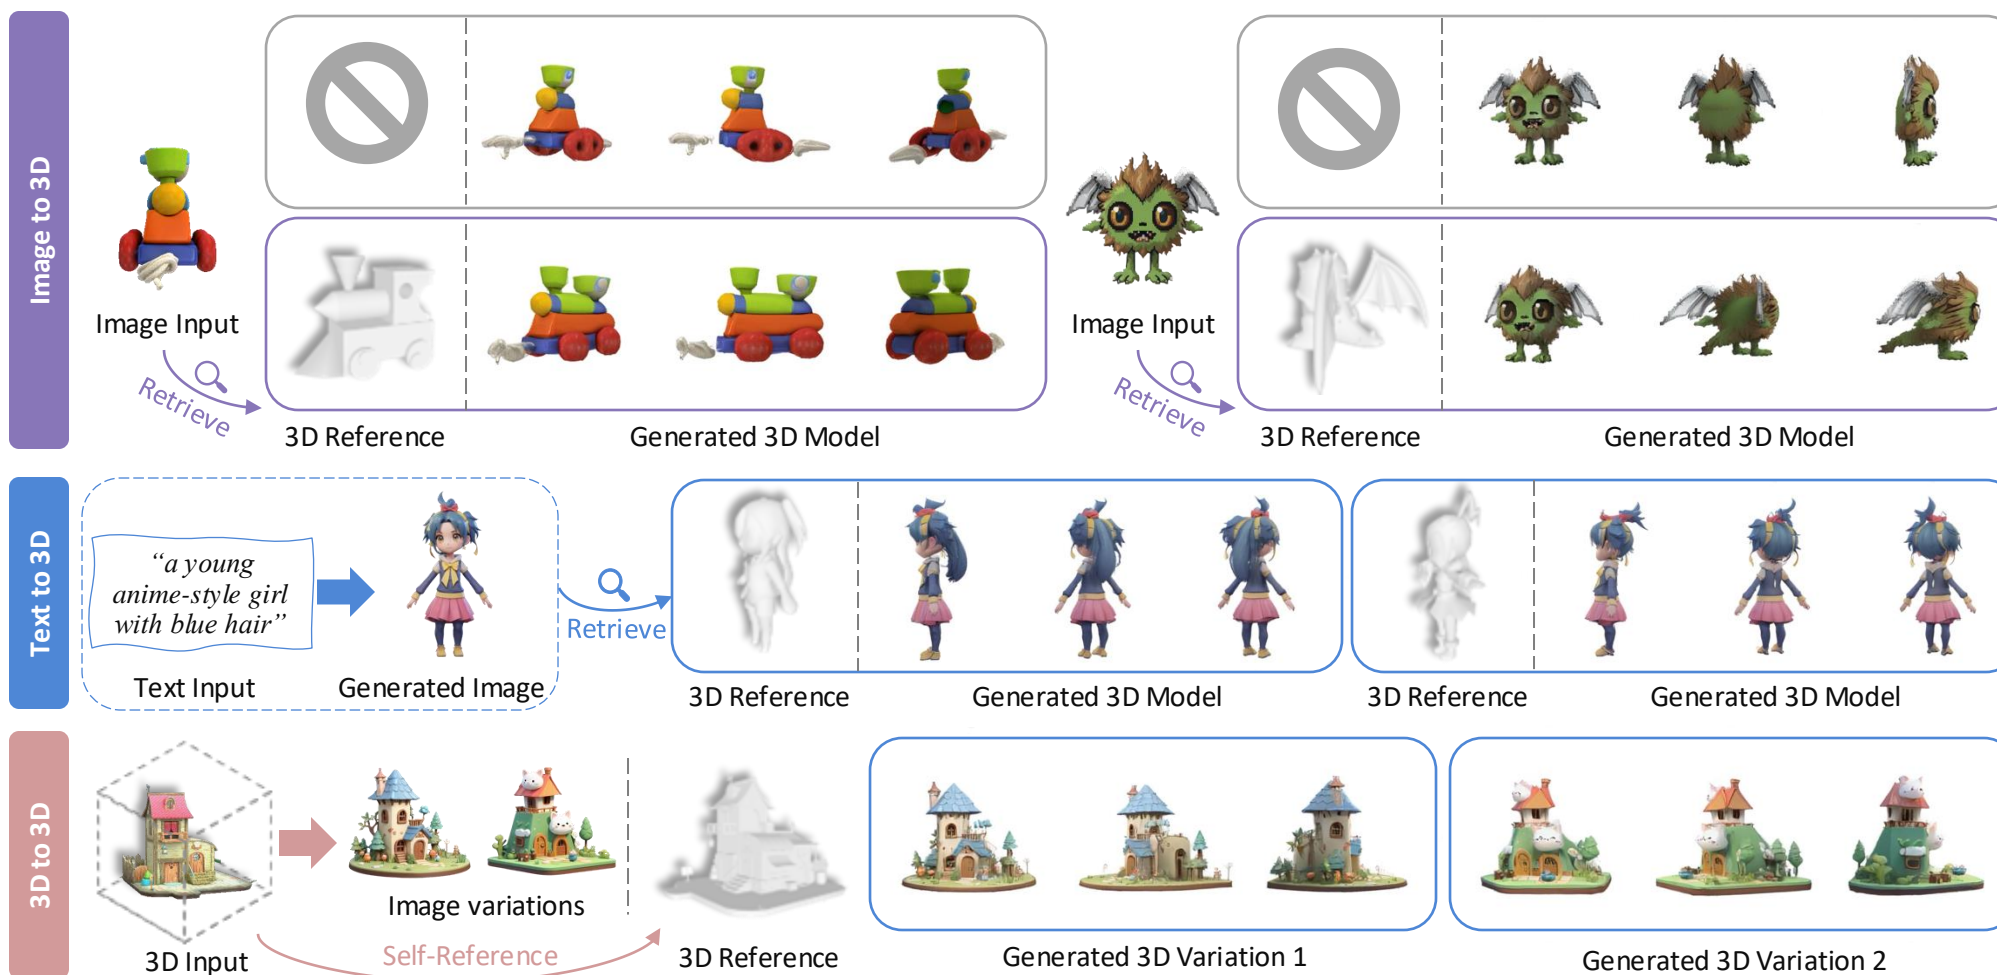 Image to 3D
Image Input
Retrieve
3D Reference
Generated 3D Model
Image Input
Retrieve
3D Reference
Generated 3D Model
Text to 3D
“a young
anime-style girl
with blue hair”
Text Input
Generated Image
Retrieve
3D Reference
Generated 3D Model
3D Reference
Generated 3D Model
3D to 3D
3D Input
Image variations
Self-Reference
3D Reference
Generated 3D Variation 1
Generated 3D Variation 2